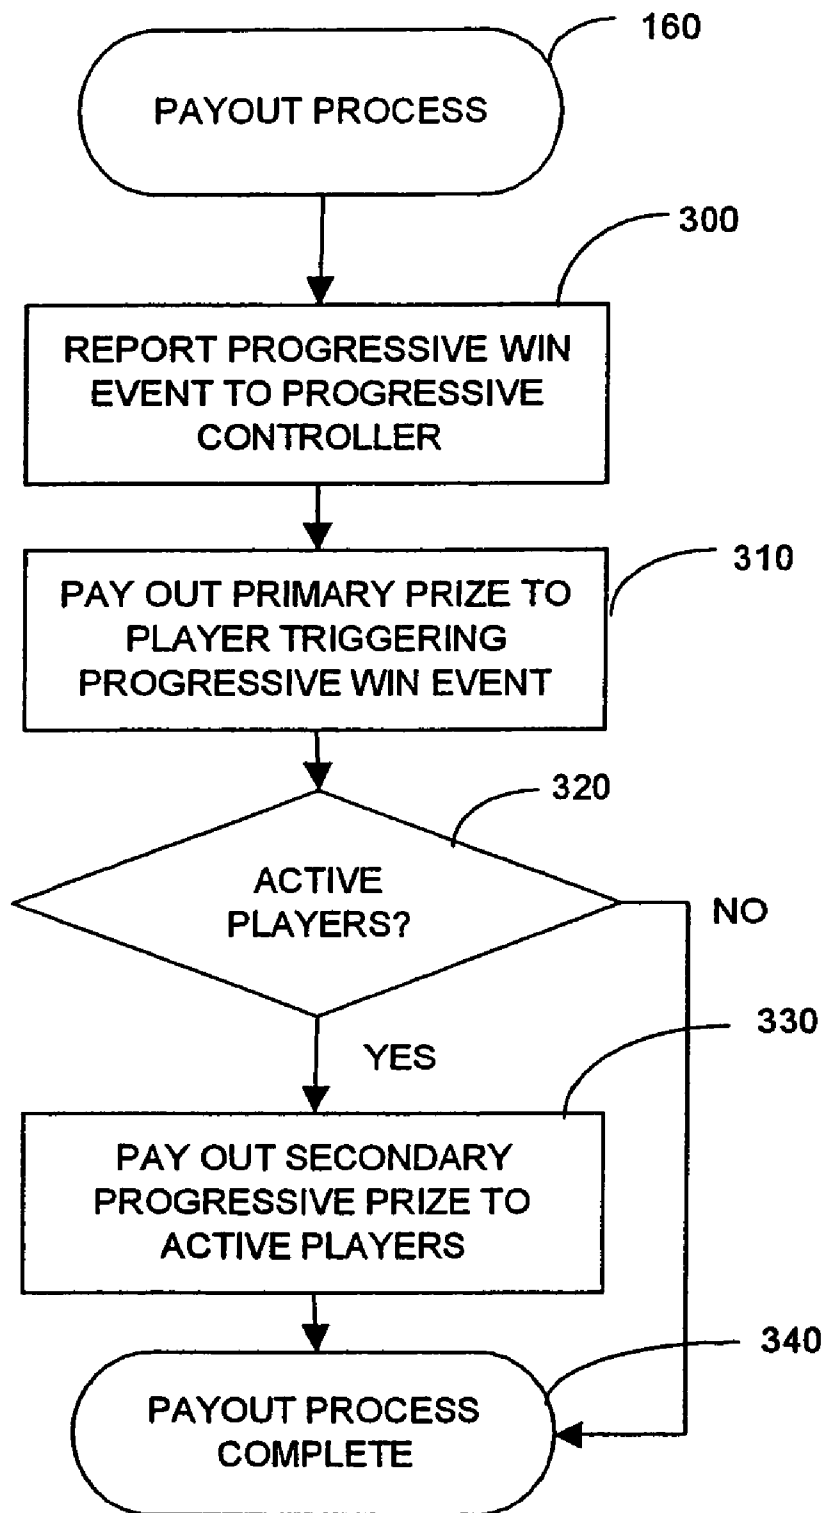 160
PAYOUT PROCESS
300
REPORT PROGRESSIVE WIN
EVENT TO PROGRESSIVE
CONTROLLER
310
PAY OUT PRIMARY PRIZE TO
PLAYER TRIGGERING
PROGRESSIVE WIN EVENT
320
ACTIVE
PLAYERS?
NO
YES
330
PAY OUT SECONDARY
PROGRESSIVE PRIZE TO
ACTIVE PLAYERS
340
PAYOUT PROCESS
COMPLETE